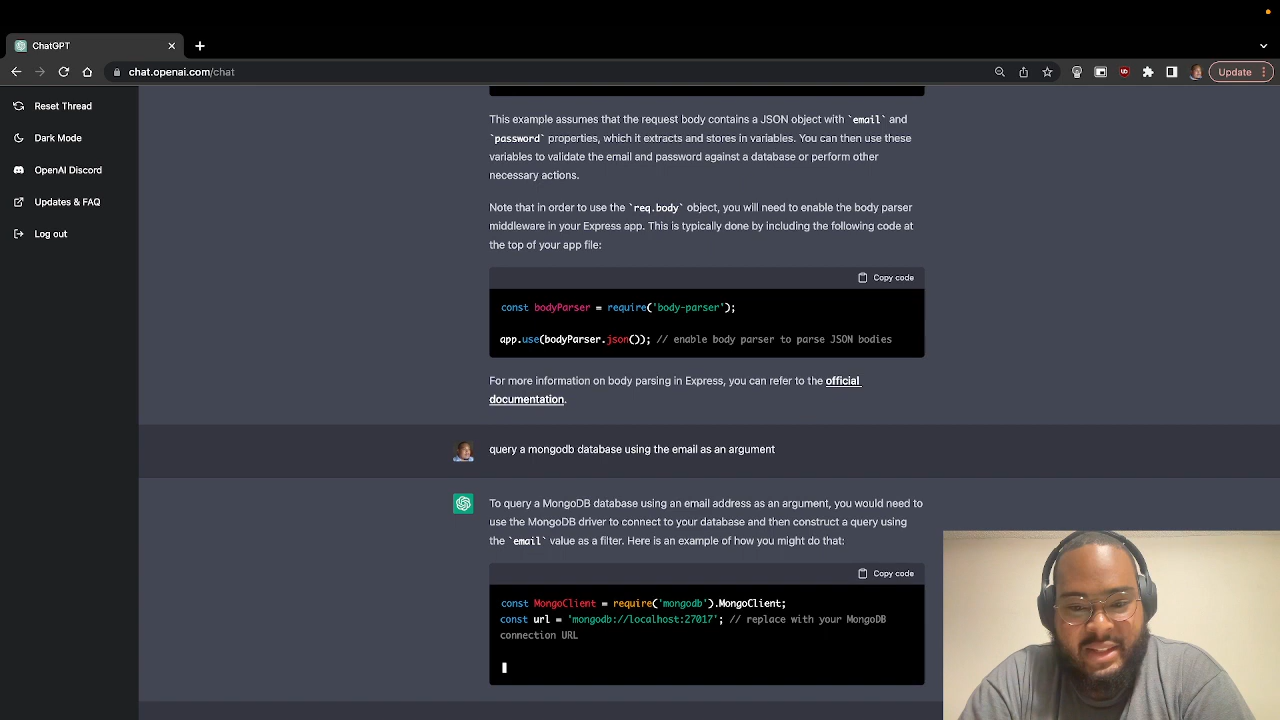 ChatGPT
chat.openai.com/chat
Update
Reset Thread
Dark Mode
OpenAI Discord
Updates & FAQ
Log out
This example assumes that the request body contains a JSON object with `email` and
`password` properties, which it extracts and stores in variables. You can then use these
variables to validate the email and password against a database or perform other
necessary actions.
Note that in order to use the `req.body` object, you will need to enable the body parser
middleware in your Express app. This is typically done by including the following code at
the top of your app file:
Copy code
const bodyParser = require('body-parser');
app.use(bodyParser.json()); // enable body parser to parse JSON bodies
For more information on body parsing in Express, you can refer to the official
documentation.
query a mongodb database using the email as an argument
To query a MongoDB database using an email address as an argument, you would need to
use the MongoDB driver to connect to your database and then construct a query using
the `email` value as a filter. Here is an example of how you might do that:
Copy code
const MongoClient = require('mongodb').MongoClient;
const url = 'mongodb://localhost:27017'; // replace with your MongoDB
connection URL